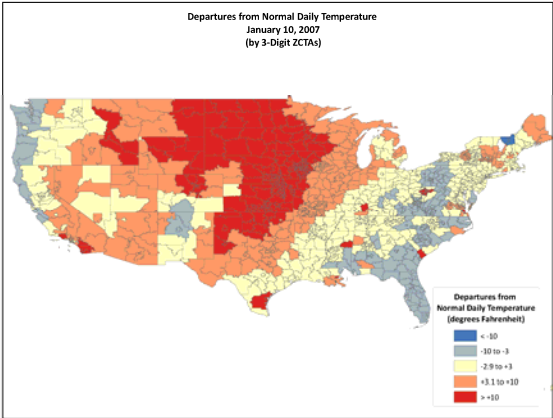 Departures from Normal Daily Temperature
January 10, 2007
(by 3-Digit ZCTAs)
Departures from
Normal Daily Temperature
(degrees Fahrenheit)
< -10
-10 to -3
-2.9 to +3
+3.1 to +10
> +10